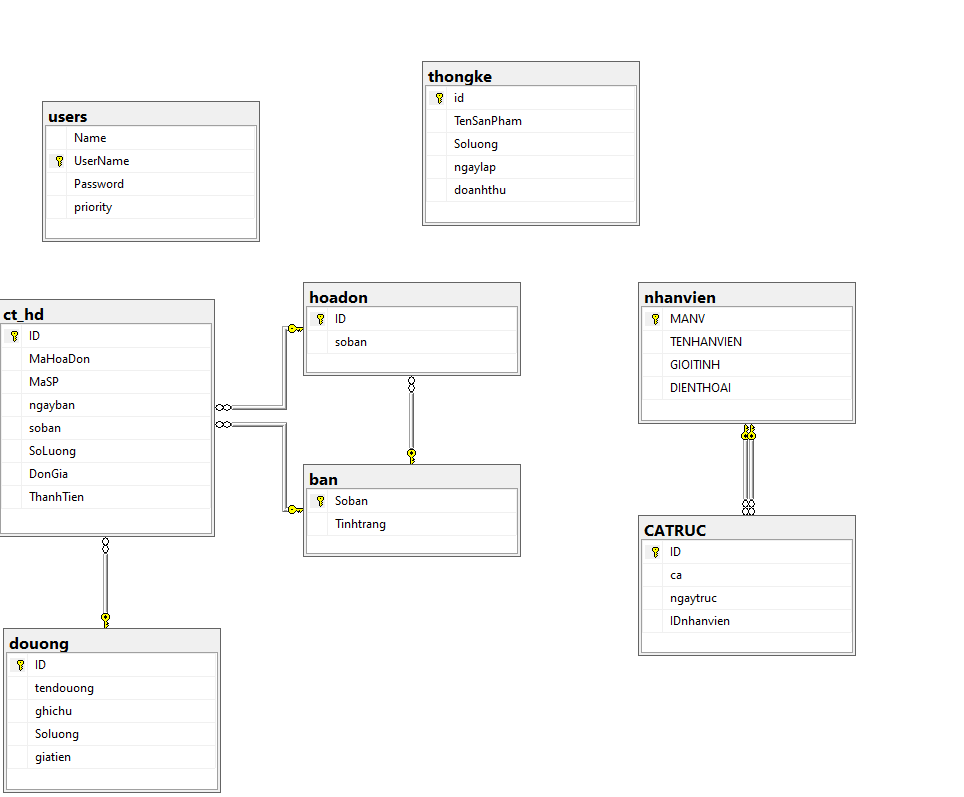 users
Name
UserName
Password
priority
thongke
id
TenSanPham
Soluong
ngaylap
doanhthu
ct_hd
ID
MaHoaDon
MaSP
ngayban
soban
SoLuong
DonGia
ThanhTien
hoadon
ID
soban
ban
Soban
Tinhtrang
nhanvien
MANV
TENHANVIEN
GIOITINH
DIENTHOAI
CATRUC
ID
ca
ngaytruc
IDnhanvien
douong
ID
tendouong
ghichu
Soluong
giatien